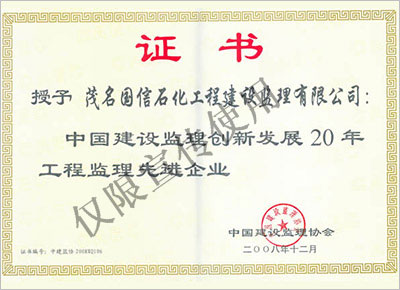 证书
授予 茂名国信石化工程建设监理有限公司：
中国建设监理创新发展20年
工程监理先进企业
仅限宣传使用
中国建设监理协会
二〇〇八年十二月